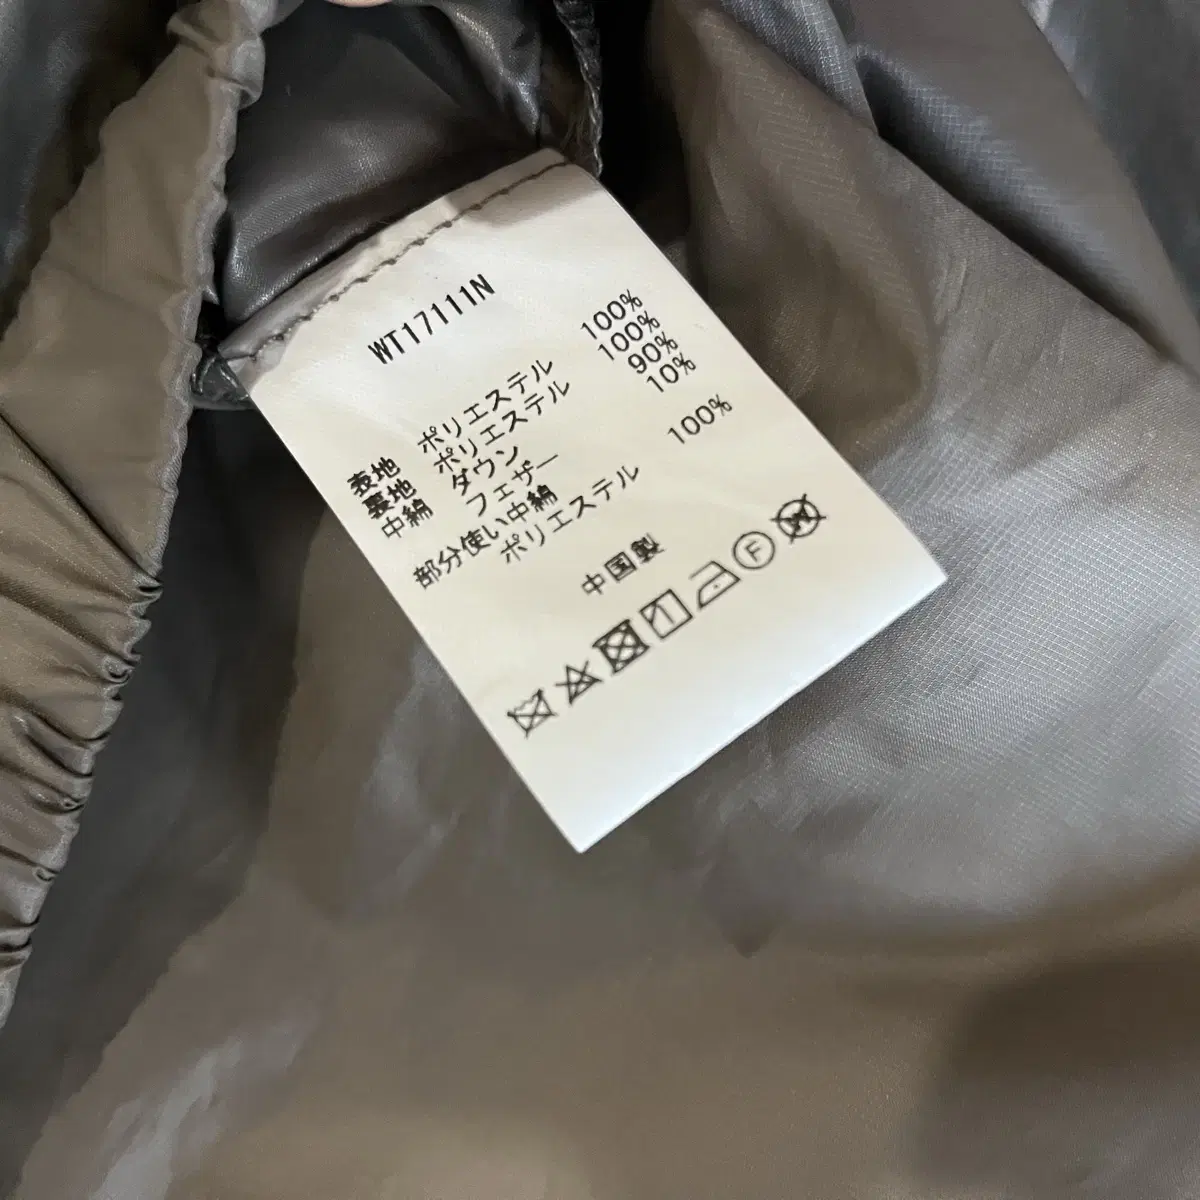 WT17111N
表地 ポリエステル 100%
裏地 ポリエステル 100%
中綿 ダウン 90%
フェザー 10%
部分使い中綿
ポリエステル 100%
中国製
F W